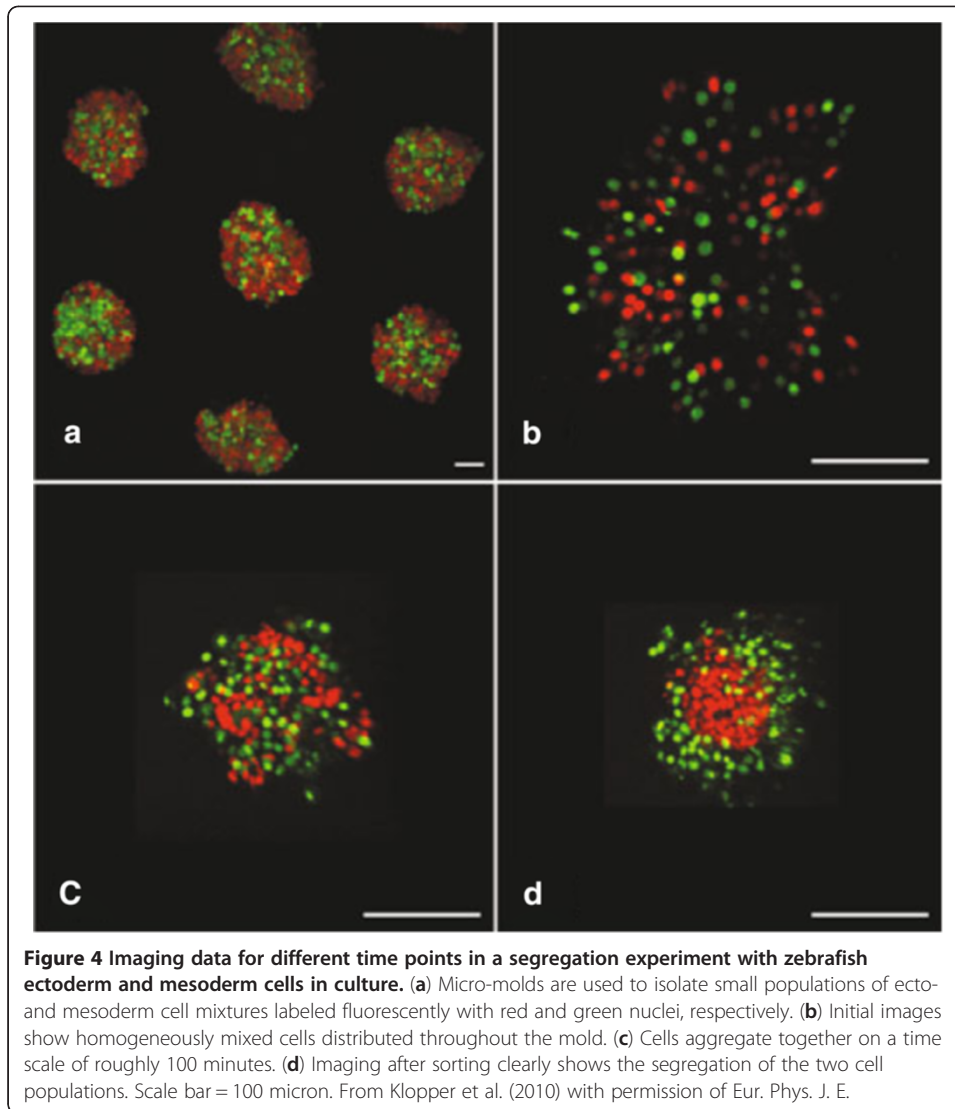 a
b
C
d
Figure 4 Imaging data for different time points in a segregation experiment with zebrafish
ectoderm and mesoderm cells in culture. (a) Micro-molds are used to isolate small populations of ecto-
and mesoderm cell mixtures labeled fluorescently with red and green nuclei, respectively. (b) Initial images
show homogeneously mixed cells distributed throughout the mold. (c) Cells aggregate together on a time
scale of roughly 100 minutes. (d) Imaging after sorting clearly shows the segregation of the two cell
populations. Scale bar = 100 micron. From Klopper et al. (2010) with permission of Eur. Phys. J. E.